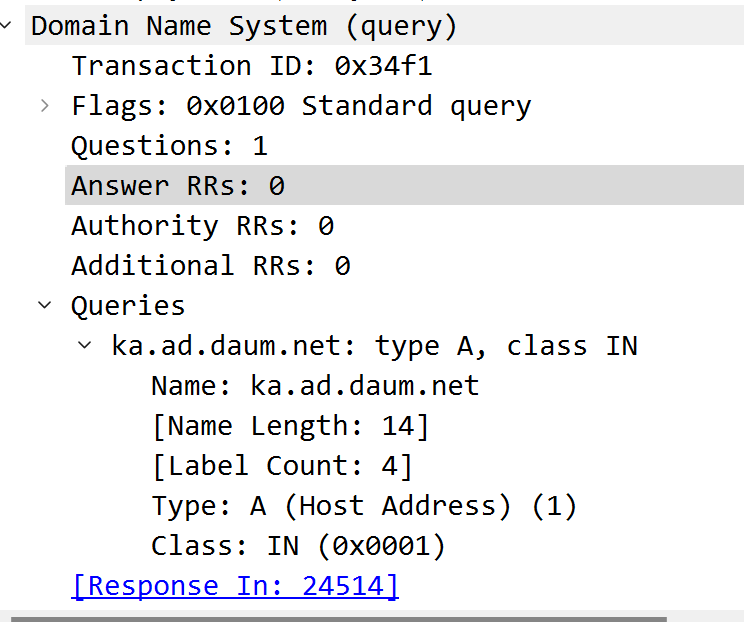 Domain Name System (query)
Transaction ID: 0x34f1
Flags: 0x0100 Standard query
Questions: 1
Answer RRs: 0
Authority RRs: 0
Additional RRs: 0
Queries
ka.ad.daum.net: type A, class IN
Name: ka.ad.daum.net
[Name Length: 14]
[Label Count: 4]
Type: A (Host Address) (1)
Class: IN (0x0001)
[Response In: 24514]